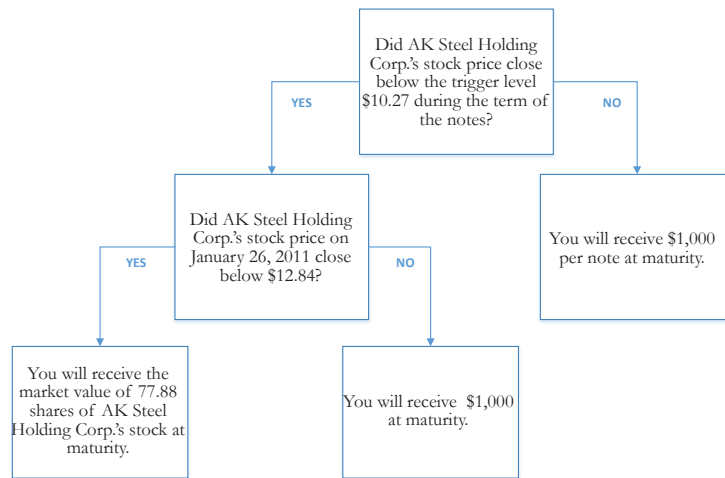 Did AK Steel Holding
Corp.'s stock price close
below the trigger level
$10.27 during the term of
the notes?
YES
NO
Did AK Steel Holding
Corp.'s stock price on
January 26, 2011 close
below $12.84?
You will receive $1,000
per note at maturity.
YES
NO
You will receive the
market value of 77.88
shares of AK Steel
Holding Corp.'s stock at
maturity.
You will receive $1,000
at maturity.